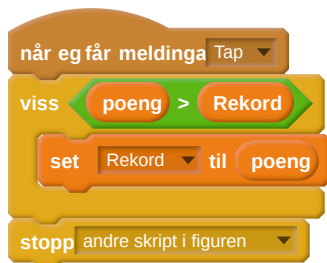 når eg får meldinga Tap
viss poeng > Rekord
set Rekord til poeng
stopp andre skript i figuren